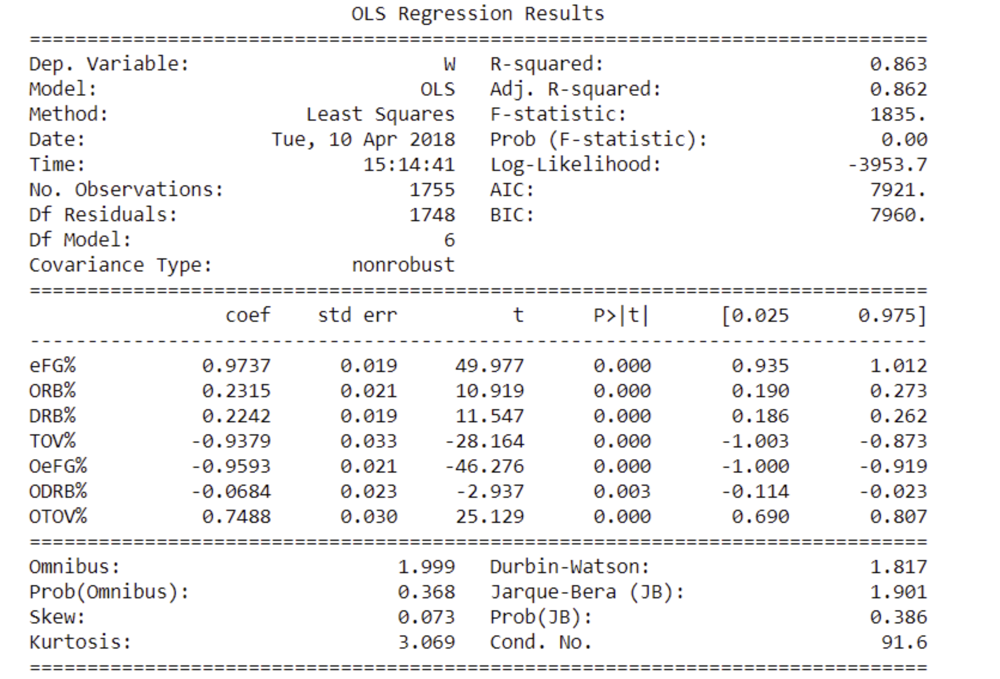 OLS Regression Results
==============================================================================
Dep. Variable:                      W   R-squared:                       0.863
Model:                            OLS   Adj. R-squared:                  0.862
Method:                 Least Squares   F-statistic:                     1835.
Date:                Tue, 10 Apr 2018   Prob (F-statistic):               0.00
Time:                        15:14:41   Log-Likelihood:                -3953.7
No. Observations:                1755   AIC:                             7921.
Df Residuals:                    1748   BIC:                             7960.
Df Model:                           6
Covariance Type:            nonrobust
==============================================================================
                 coef    std err          t      P>|t|      [0.025      0.975]
------------------------------------------------------------------------------
eFG%           0.9737      0.019     49.977      0.000       0.935       1.012
ORB%           0.2315      0.021     10.919      0.000       0.190       0.273
DRB%           0.2242      0.019     11.547      0.000       0.186       0.262
TOV%          -0.9379      0.033    -28.164      0.000      -1.003      -0.873
OeFG%         -0.9593      0.021    -46.276      0.000      -1.000      -0.919
ODRB%         -0.0684      0.023     -2.937      0.003      -0.114      -0.023
OTOV%          0.7488      0.030     25.129      0.000       0.690       0.807
==============================================================================
Omnibus:                        1.999   Durbin-Watson:                   1.817
Prob(Omnibus):                  0.368   Jarque-Bera (JB):                1.901
Skew:                           0.073   Prob(JB):                        0.386
Kurtosis:                       3.069   Cond. No.                         91.6
==============================================================================